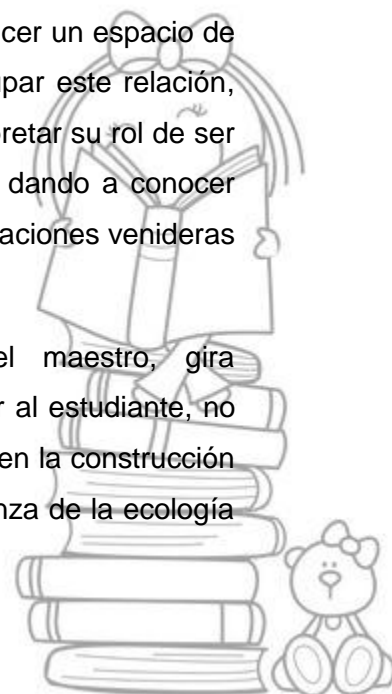 cer un espacio de
par este relación,
retar su rol de ser
dando a conocer
aciones venideras
el maestro, gira
r al estudiante, no
en la construcción
nza de la ecología